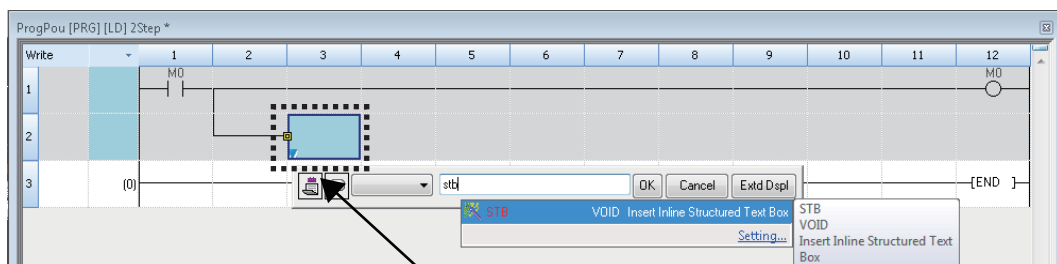 ProgPou [PRG] [LD] 2Step *
Write 1 2 3 4 5 6 7 8 9 10 11 12
M0 M0
1
2
3 (0) [END ]
stb OK Cancel Extd Dspl
STB VOID Insert Inline Structured Text Box
Setting...
STB
VOID
Insert Inline Structured Text
Box